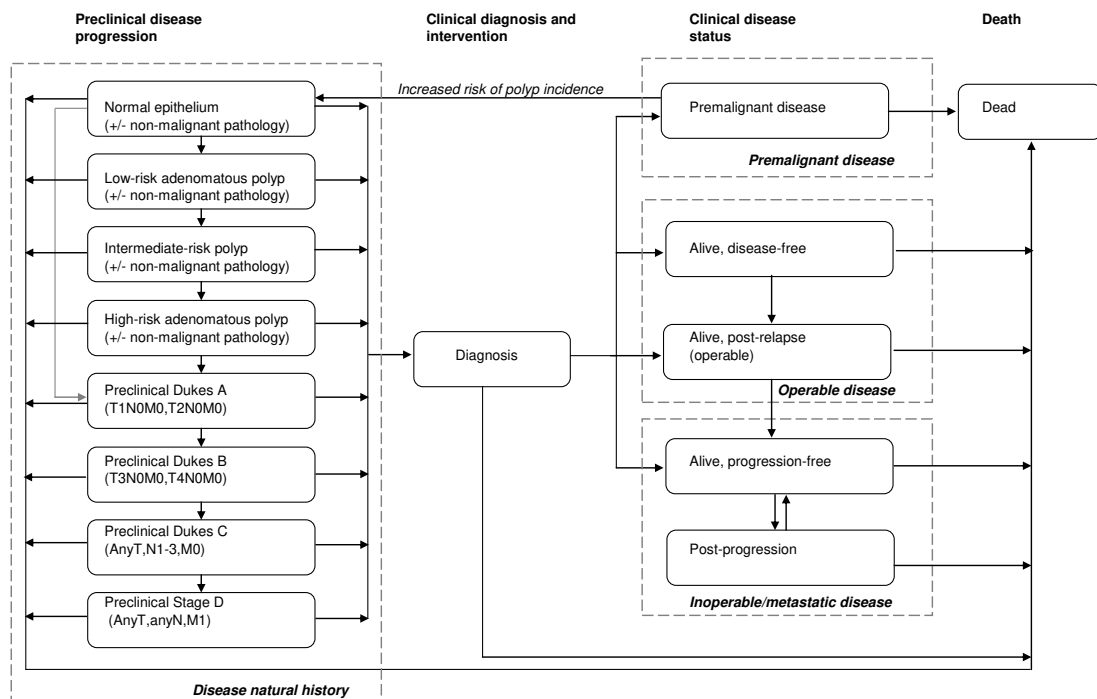 Preclinical disease
progression
Clinical diagnosis and
intervention
Clinical disease
status
Death
Normal epithelium
(+/- non-malignant pathology)
Low-risk adenomatous polyp
(+/- non-malignant pathology)
Intermediate-risk polyp
(+/- non-malignant pathology)
High-risk adenomatous polyp
(+/- non-malignant pathology)
Preclinical Dukes A
(T1N0M0,T2N0M0)
Preclinical Dukes B
(T3N0M0,T4N0M0)
Preclinical Dukes C
(AnyT,N1-3,M0)
Preclinical Stage D
(AnyT,anyN,M1)
Disease natural history
Increased risk of polyp incidence
Diagnosis
Premalignant disease
Premalignant disease
Alive, disease-free
Alive, post-relapse
(operable)
Operable disease
Alive, progression-free
Post-progression
Inoperable/metastatic disease
Dead